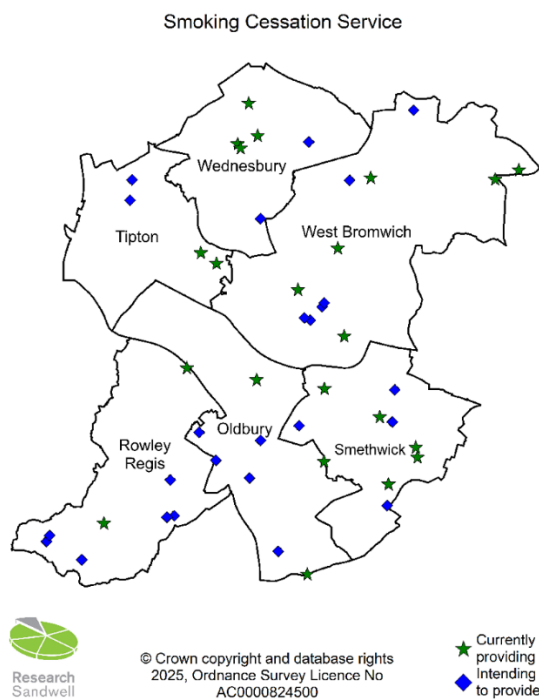 Smoking Cessation Service
Wednesbury
Tipton
West Bromwich
Oldbury
Rowley
Regis
Smethwick
Research
Sandwell
© Crown copyright and database rights
2025, Ordnance Survey Licence No
AC0000824500
Currently
providing
Intending
to provide